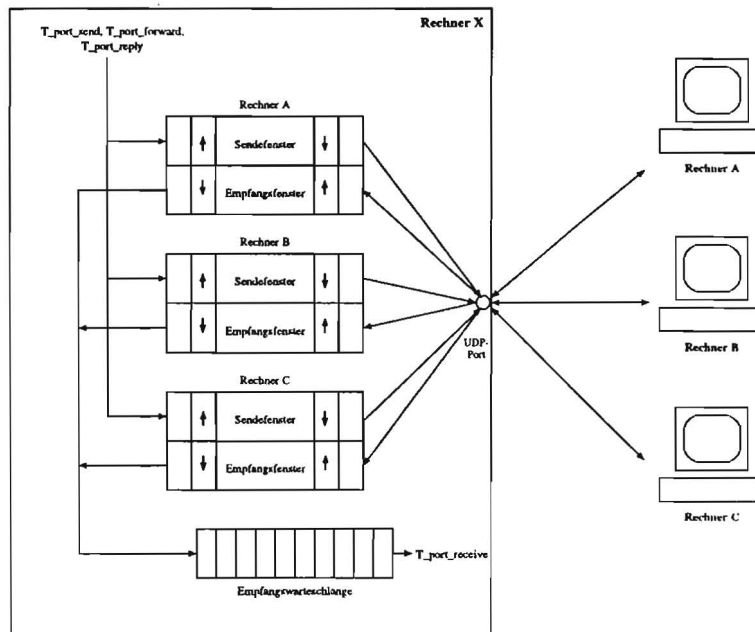 Rechner X
T_port_send, T_port_forward,
T_port_reply
Rechner A
Sendefenster
Empfangsfenster
Rechner B
Sendefenster
Empfangsfenster
Rechner C
Sendefenster
Empfangsfenster
UDP-
Port
T_port_receive
Empfangswarteschlange
Rechner A
Rechner B
Rechner C